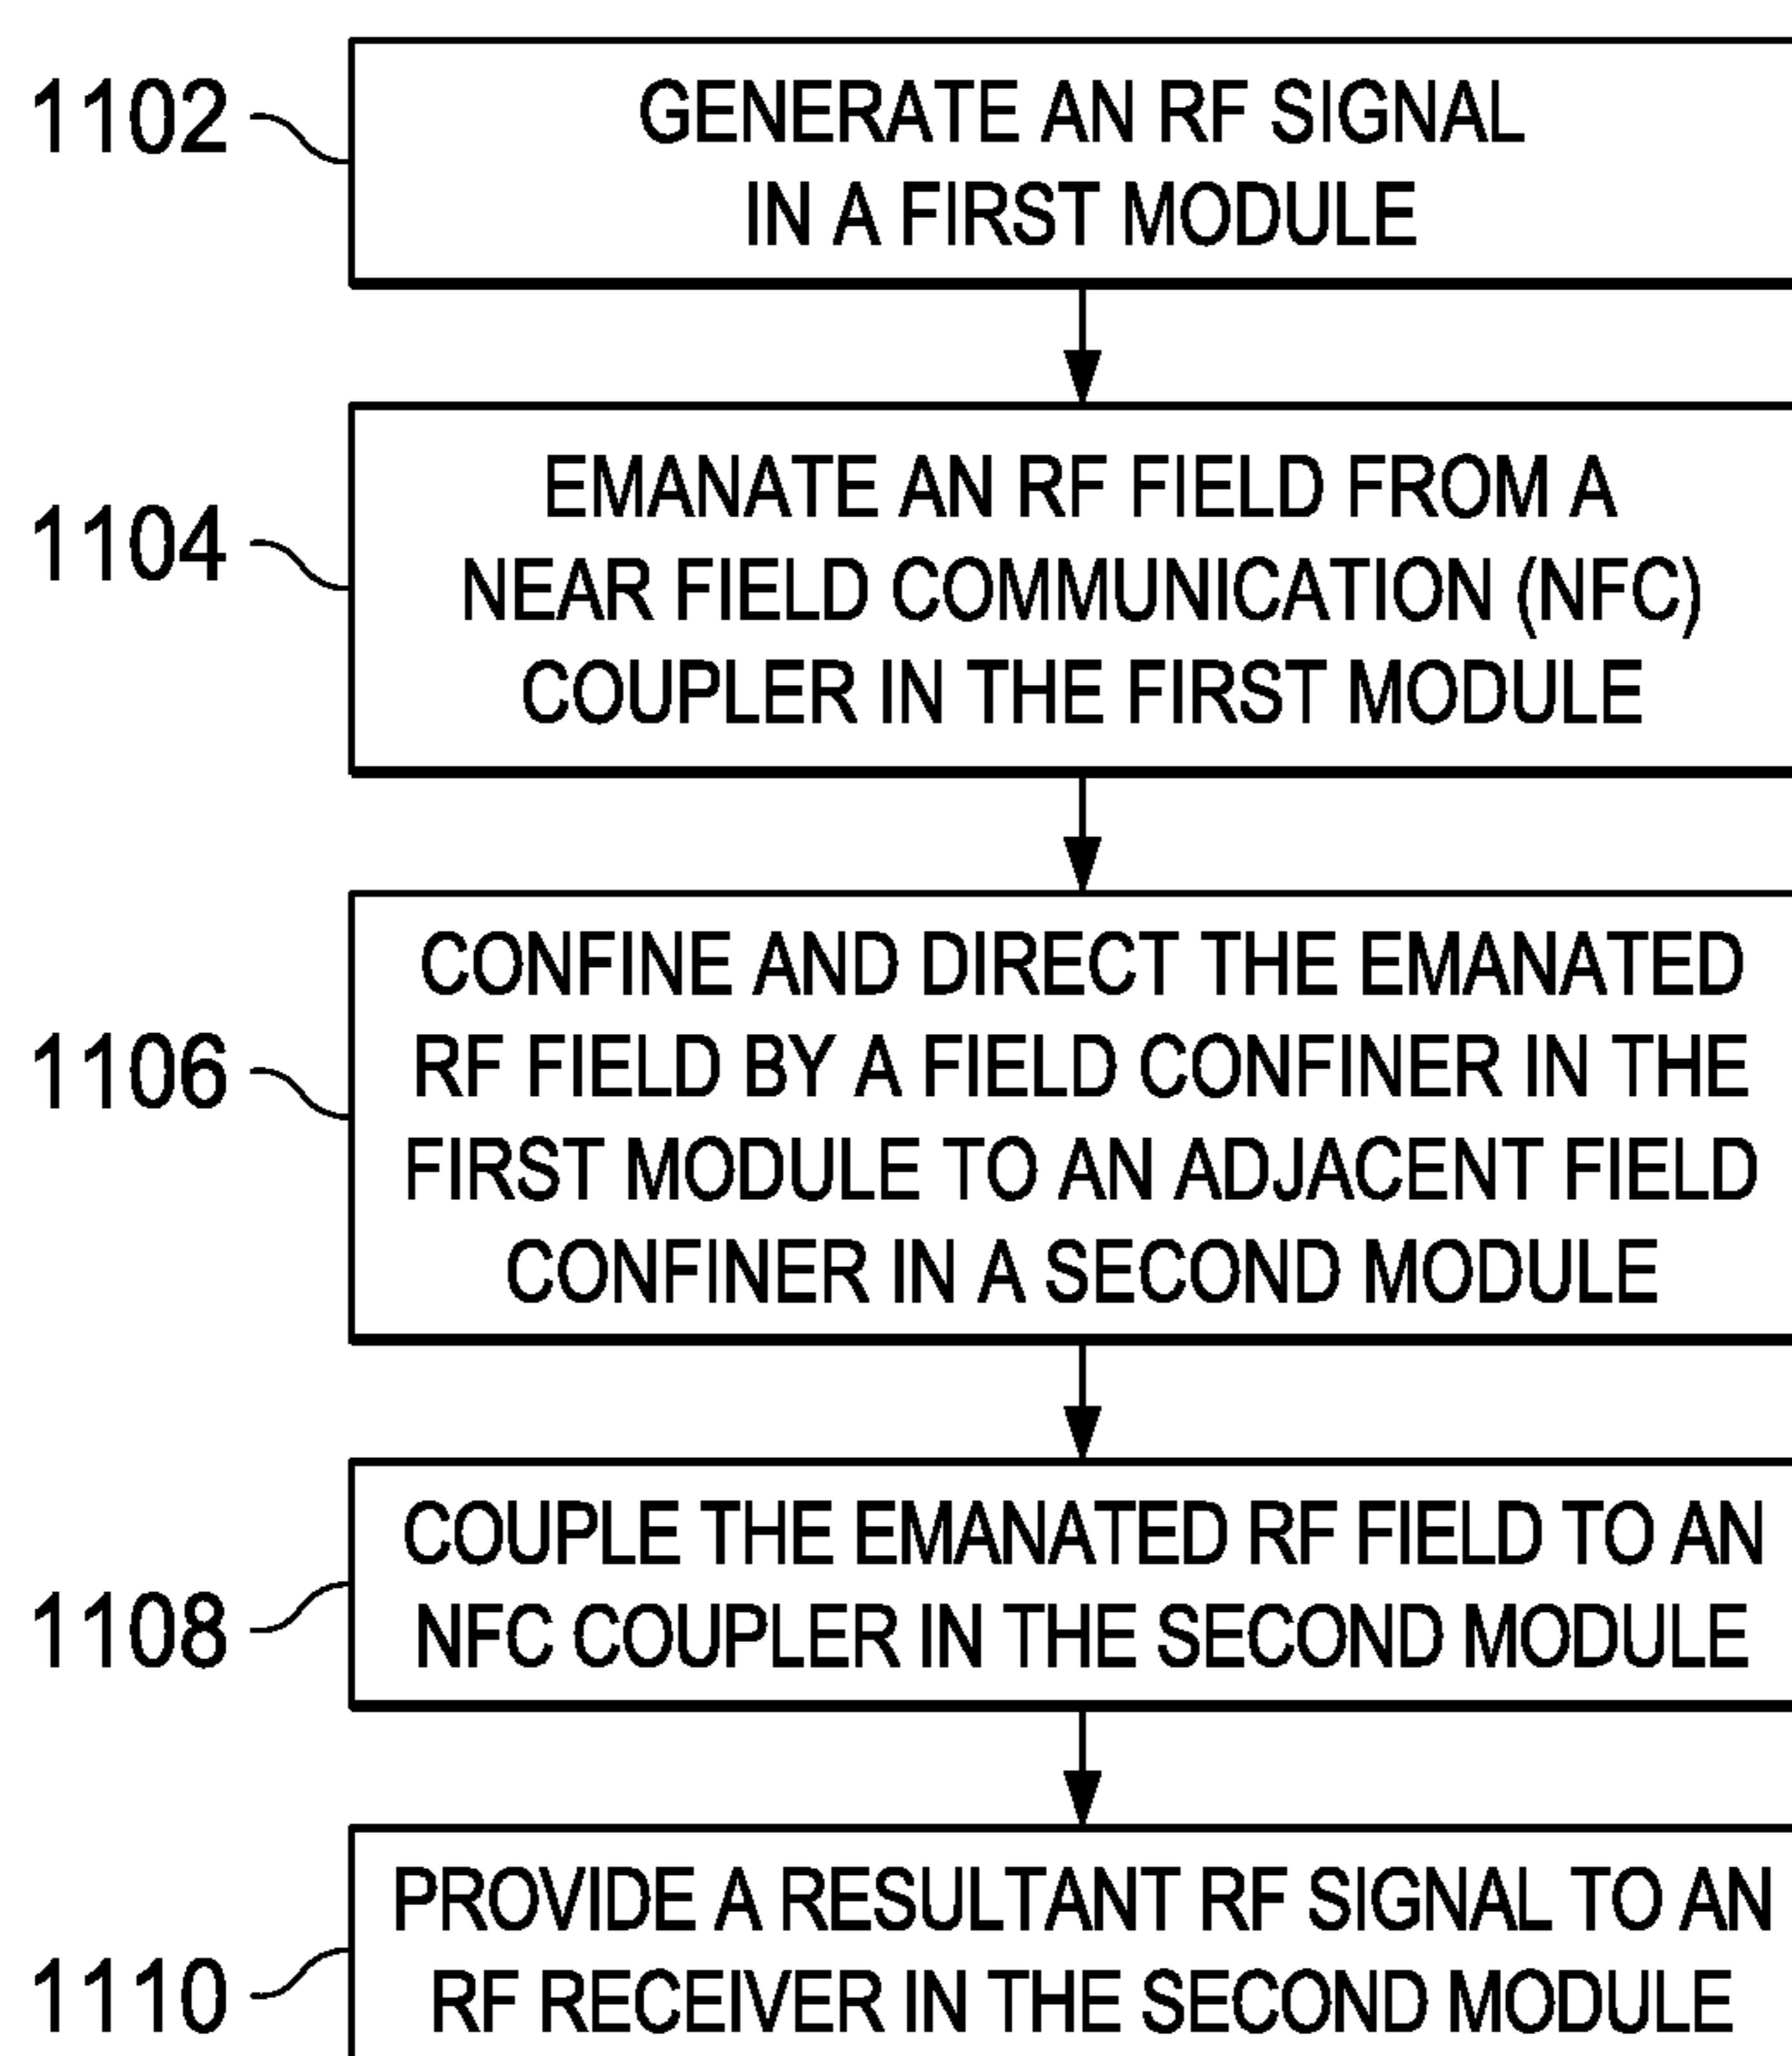 1102
GENERATE AN RF SIGNAL
IN A FIRST MODULE
1104
EMANATE AN RF FIELD FROM A
NEAR FIELD COMMUNICATION (NFC)
COUPLER IN THE FIRST MODULE
1106
CONFINE AND DIRECT THE EMANATED
RF FIELD BY A FIELD CONFINER IN THE
FIRST MODULE TO AN ADJACENT FIELD
CONFINER IN A SECOND MODULE
1108
COUPLE THE EMANATED RF FIELD TO AN
NFC COUPLER IN THE SECOND MODULE
1110
PROVIDE A RESULTANT RF SIGNAL TO AN
RF RECEIVER IN THE SECOND MODULE